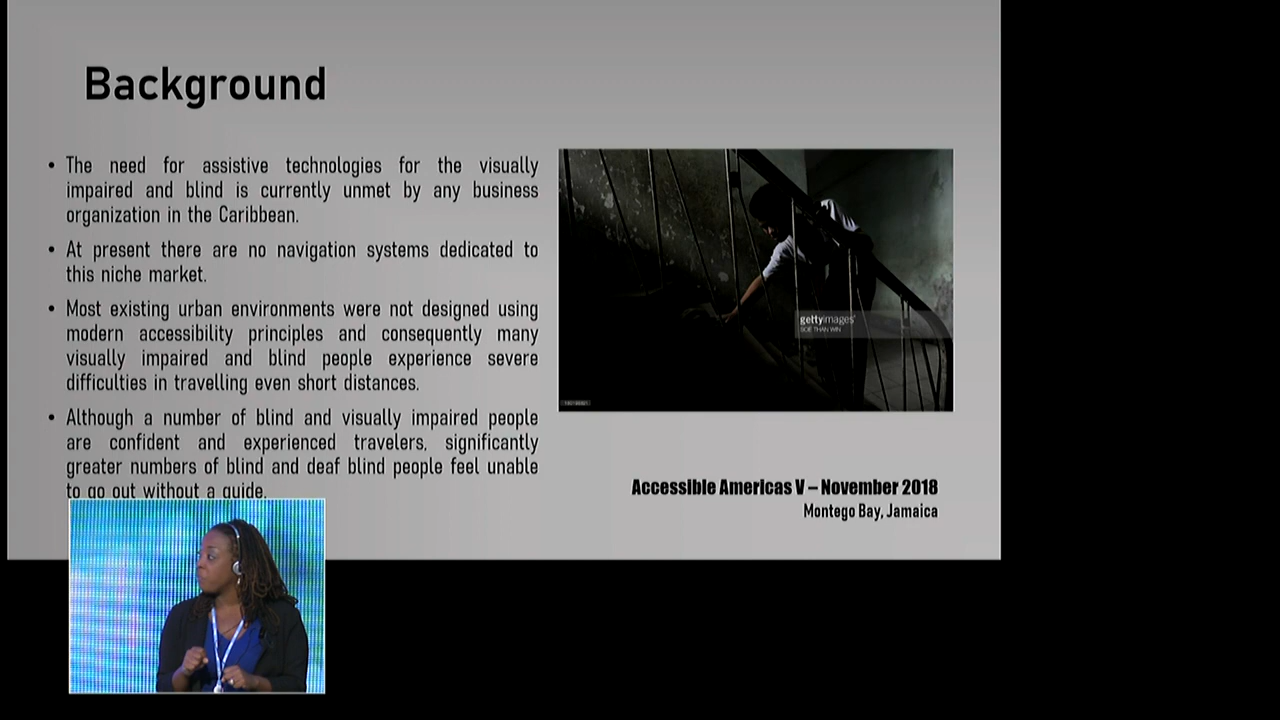 Background
• The need for assistive technologies for the visually
impaired and blind is currently unmet by any business
organization in the Caribbean.
• At present there are no navigation systems dedicated to
this niche market.
• Most existing urban environments were not designed using
modern accessibility principles and consequently many
visually impaired and blind people experience severe
difficulties in travelling even short distances.
• Although a number of blind and visually impaired people
are confident and experienced travelers, significantly
greater numbers of blind and deaf blind people feel unable
to go out without a guide.
gettyimages
SOE THAN WIN
Accessible Americas V – November 2018
Montego Bay, Jamaica